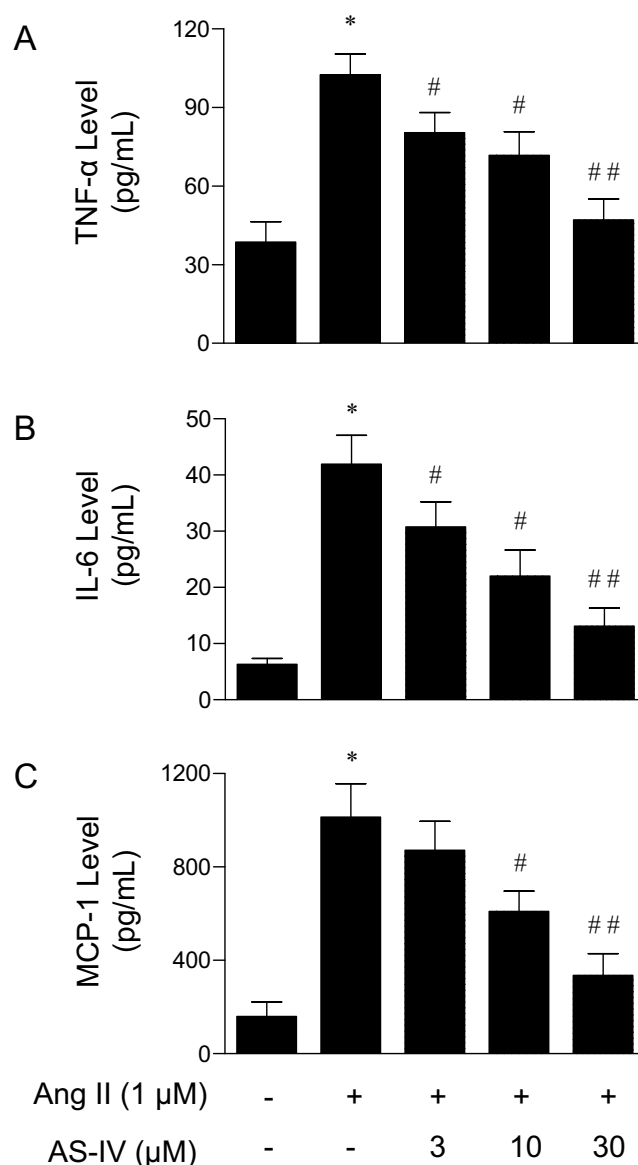 A
TNF-α Level
(pg/mL)
120
90
60
30
0
*
#
#
# #
B
IL-6 Level
(pg/mL)
50
40
30
20
10
0
*
#
#
# #
C
MCP-1 Level
(pg/mL)
1200
800
400
0
*
#
# #
Ang II (1 μM) - + + + +
AS-IV (μM) - - 3 10 30